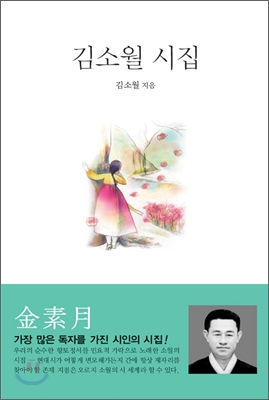 김소월 시집
김소월 지음
金素月
가장 많은 독자를 가진 시인의 시집!
우리의 순수한 향토정서를 민요적 가락으로 노래한 소월의
시집 ― 현대시가 어떻게 변모해가든지 간에 항상 제자리를
찾아야 할 존재 지점은 오로지 소월의 시 세계라 할 수 있다.